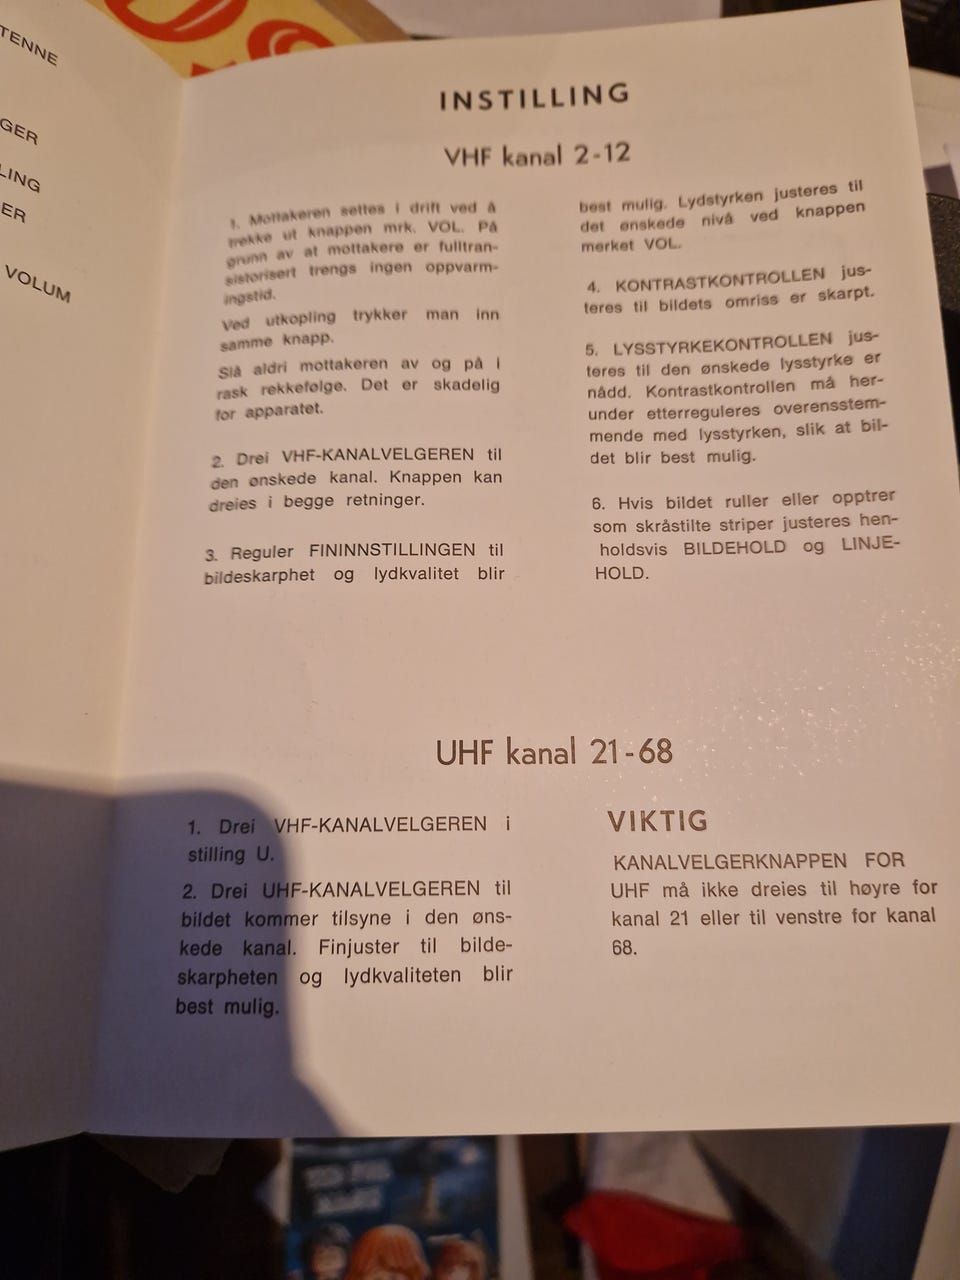 TENNE
GER
LING
ER
VOLUM
INSTILLING
VHF kanal 2-12
1. Mottakeren settes i drift ved å
trekke ut knappen mrk. VOL. På
grunn av at mottakere er fulltran-
sistorisert trengs ingen oppvarm-
ingstid.
Ved utkopling trykker man inn
samme knapp.
Slå aldri mottakeren av og på i
rask rekkefølge. Det er skadelig
for apparatet.
2. Drei VHF-KANALVELGEREN til
den ønskede kanal. Knappen kan
dreies i begge retninger.
3. Reguler FININNSTILLINGEN til
bildeskarphet og lydkvalitet blir
best mulig. Lydstyrken justeres til
det ønskede nivå ved knappen
merket VOL.
4. KONTRASTKONTROLLEN jus-
teres til bildets omriss er skarpt.
5. LYSSTYRKEKONTROLLEN jus-
teres til den ønskede lysstyrke er
nådd. Kontrastkontrollen må her-
under etterreguleres overensstem-
mende med lysstyrken, slik at bil-
det blir best mulig.
6. Hvis bildet ruller eller opptrer
som skråstilte striper justeres hen-
holdsvis BILDEHOLD og LINJE-
HOLD.
UHF kanal 21-68
1. Drei VHF-KANALVELGEREN i
stilling U.
2. Drei UHF-KANALVELGEREN til
bildet kommer tilsyne i den øns-
kede kanal. Finjuster til bilde-
skarpheten og lydkvaliteten blir
best mulig.
VIKTIG
KANALVELGERKNAPPEN FOR
UHF må ikke dreies til høyre for
kanal 21 eller til venstre for kanal
68.